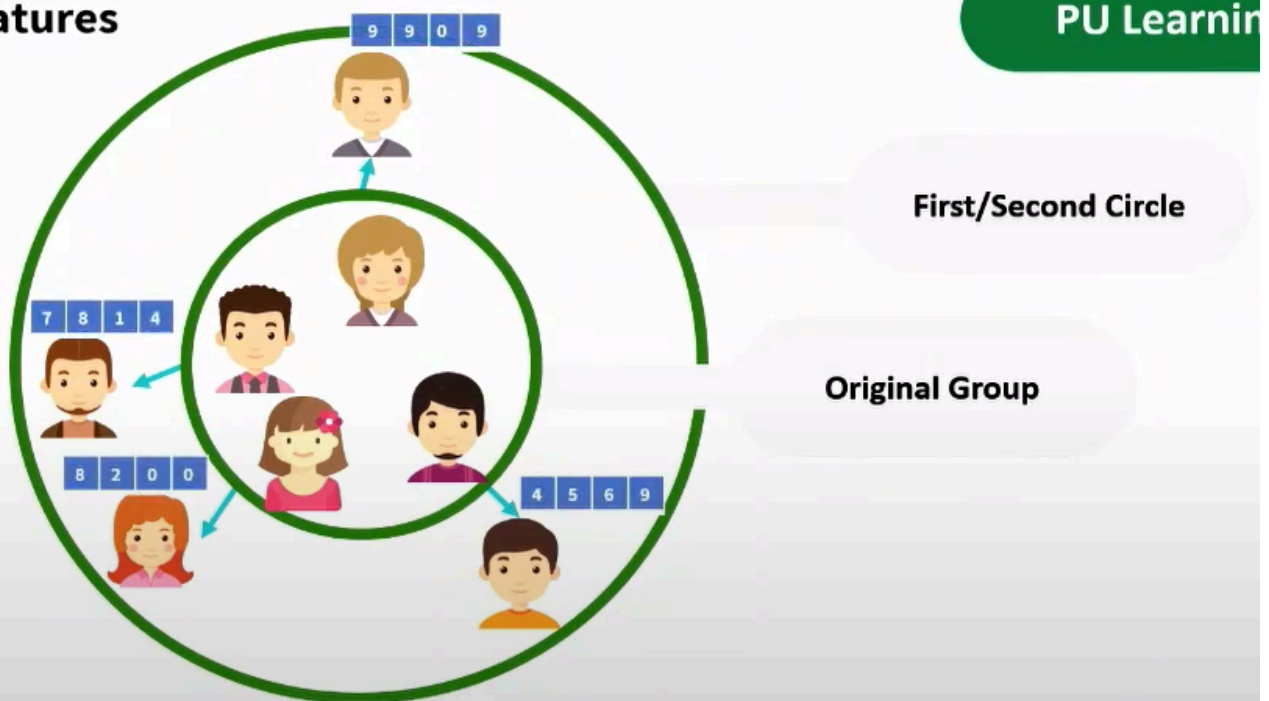 atures
PU Learnin
9 9 0 9
First/Second Circle
7 8 1 4
Original Group
8 2 0 0
4 5 6 9